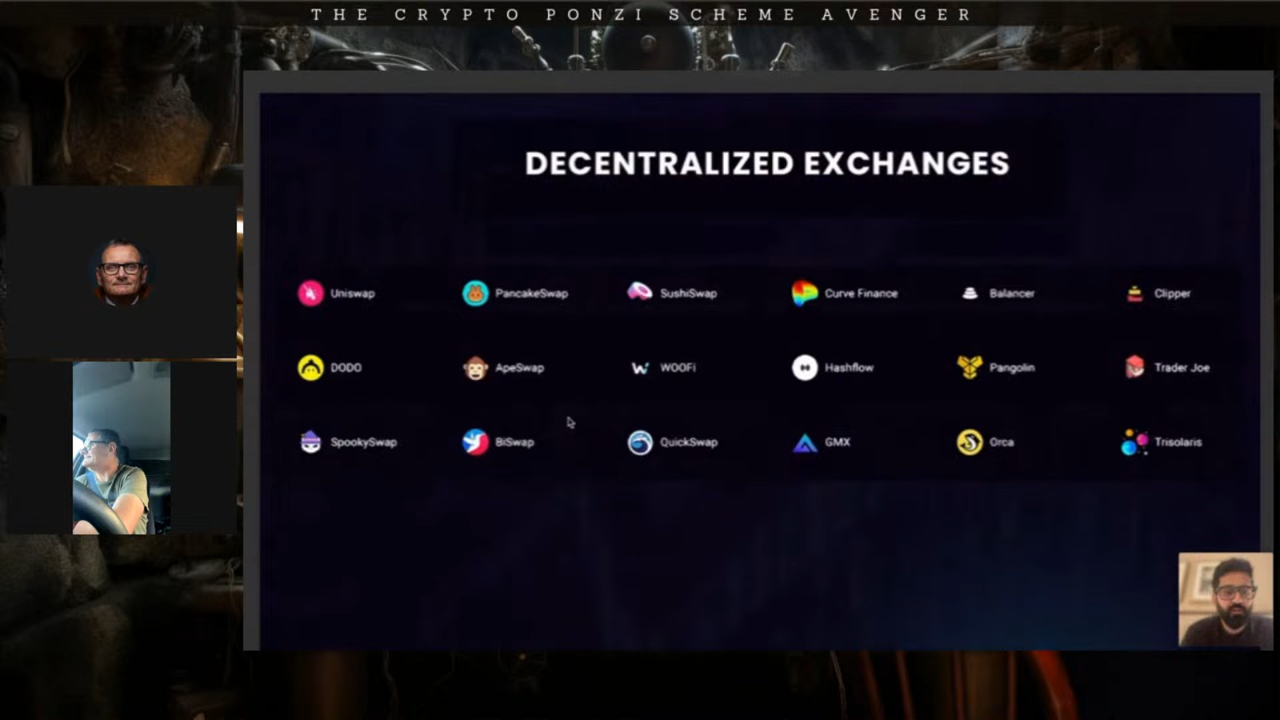 THE CRYPTO PONZI SCHEME AVENGER
DECENTRALIZED EXCHANGES
Uniswap PancakeSwap SushiSwap Curve Finance Balancer Clipper
DODO ApeSwap WOOFi Hashflow Pangolin Trader Joe
SpookySwap BiSwap QuickSwap GMX Orca Trisolaris